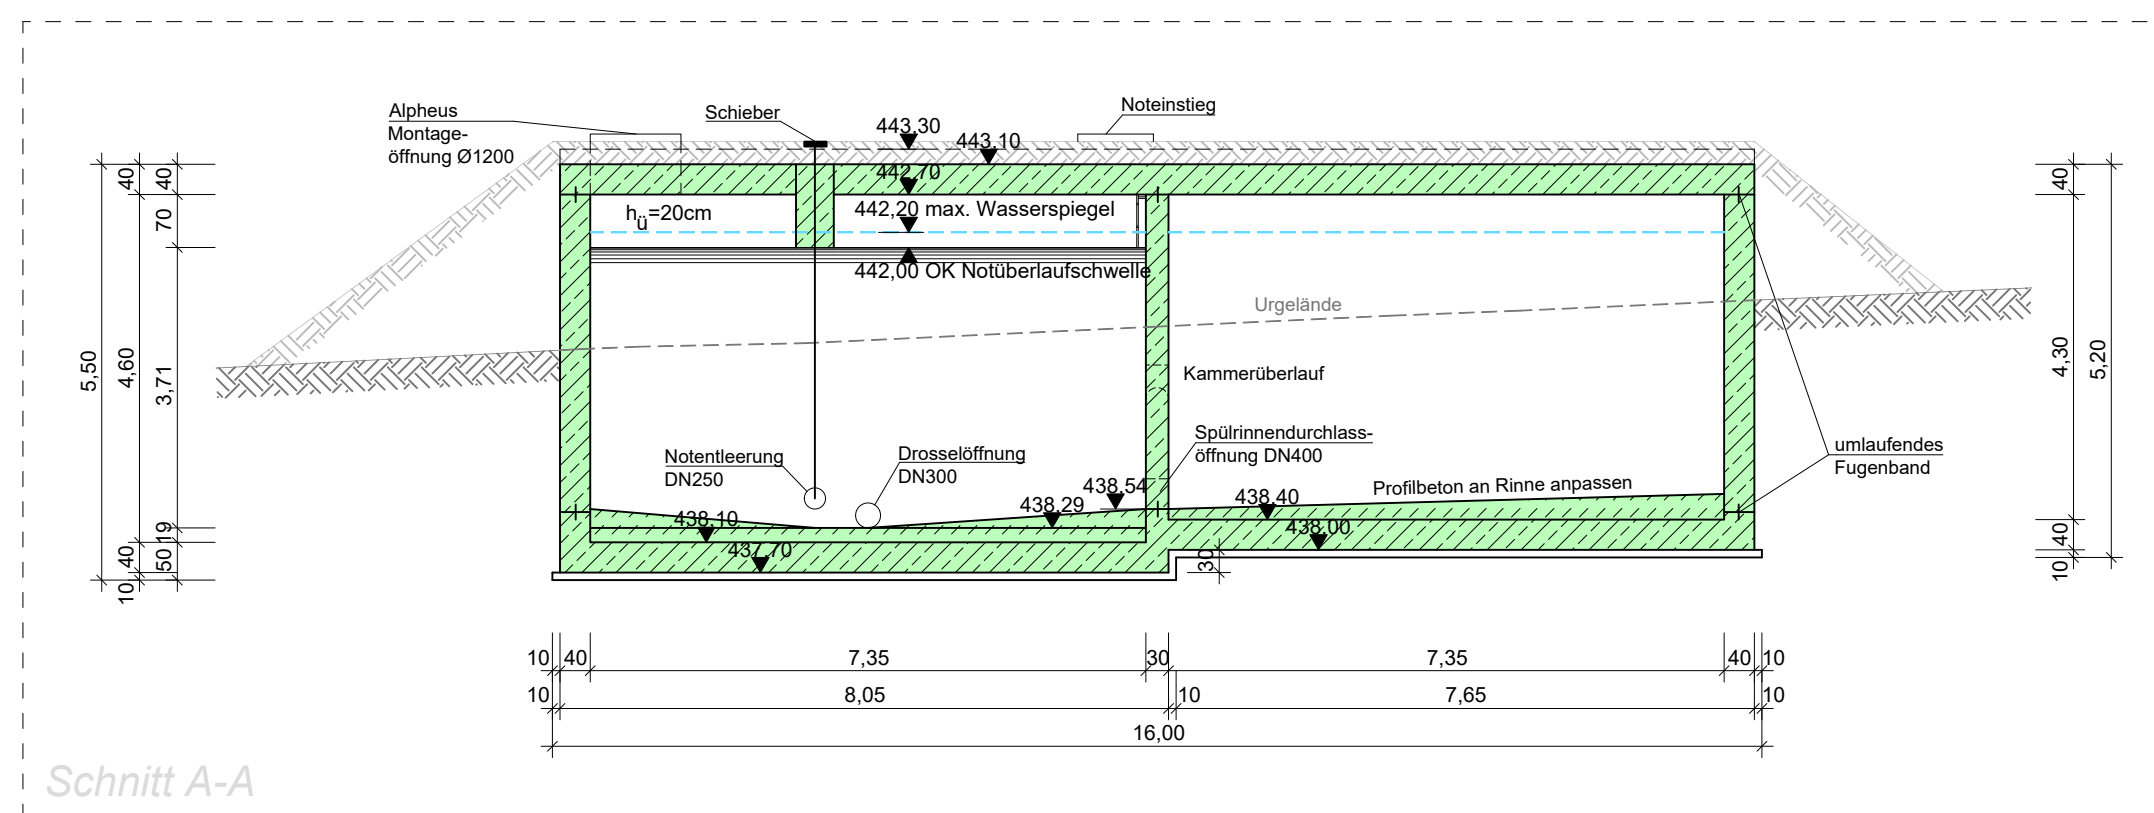 Alpheus
Montage-
öffnung Ø1200
Schieber
Noteinstieg
443,30
443,10
442,70
hü=20cm
442,20 max. Wasserspiegel
442,00 OK Notüberlaufschwelle
Urgelände
Kammerüberlauf
Spülrinnendurchlass-
öffnung DN400
Notentleerung
DN250
Drosselöffnung
DN300
umlaufendes
Fugenband
438,54
438,29
438,10
437,70
438,40
438,00
Profilbeton an Rinne anpassen
30
5,50
40
4,60
40
10
40
70
3,71
19
50
40
4,30
40
10
5,20
10 40 7,35 30 7,35 40 10
10 8,05 10 7,65 10
16,00
Schnitt A-A